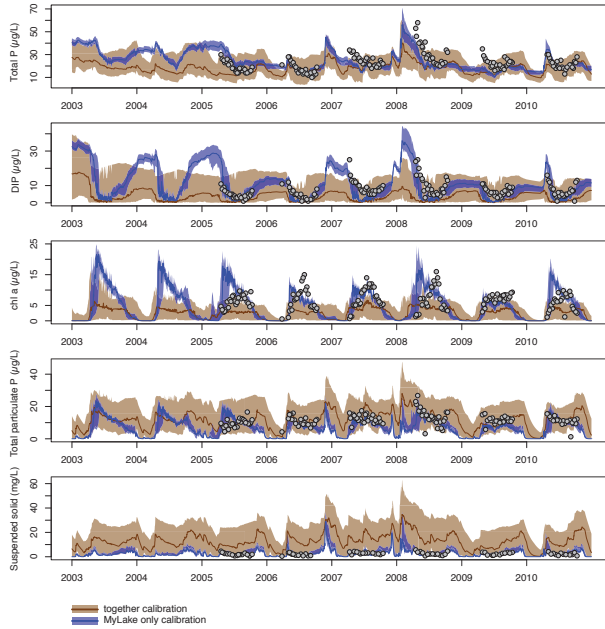 Total P (µg/L)
70
50
30
10
2003 2004 2005 2006 2007 2008 2009 2010
DIP (µg/L)
30
10
0
2003 2004 2005 2006 2007 2008 2009 2010
chl a (µg/L)
25
15
5
0
2003 2004 2005 2006 2007 2008 2009 2010
Total particulate P (µg/L)
40
20
0
2003 2004 2005 2006 2007 2008 2009 2010
Suspended solid (mg/L)
60
40
20
0
2003 2004 2005 2006 2007 2008 2009 2010
together calibration
MyLake only calibration